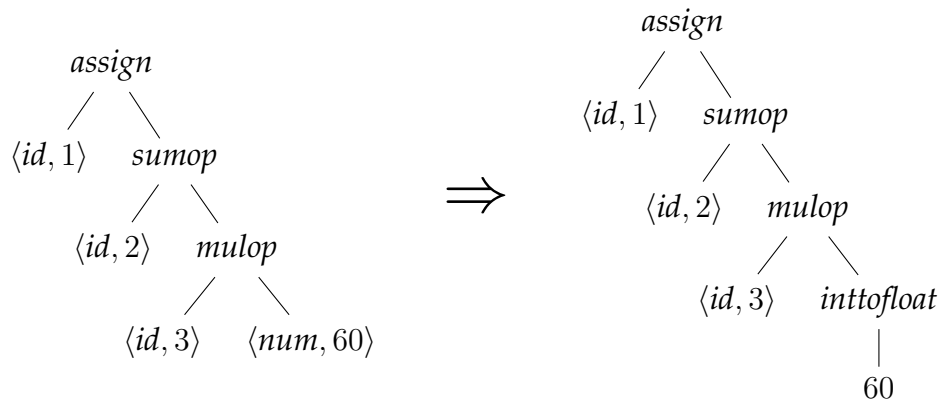 assign
⟨id, 1⟩ sumop
⟨id, 2⟩ mulop
⟨id, 3⟩ ⟨num, 60⟩
⇒
assign
⟨id, 1⟩ sumop
⟨id, 2⟩ mulop
⟨id, 3⟩ inttofloat
60